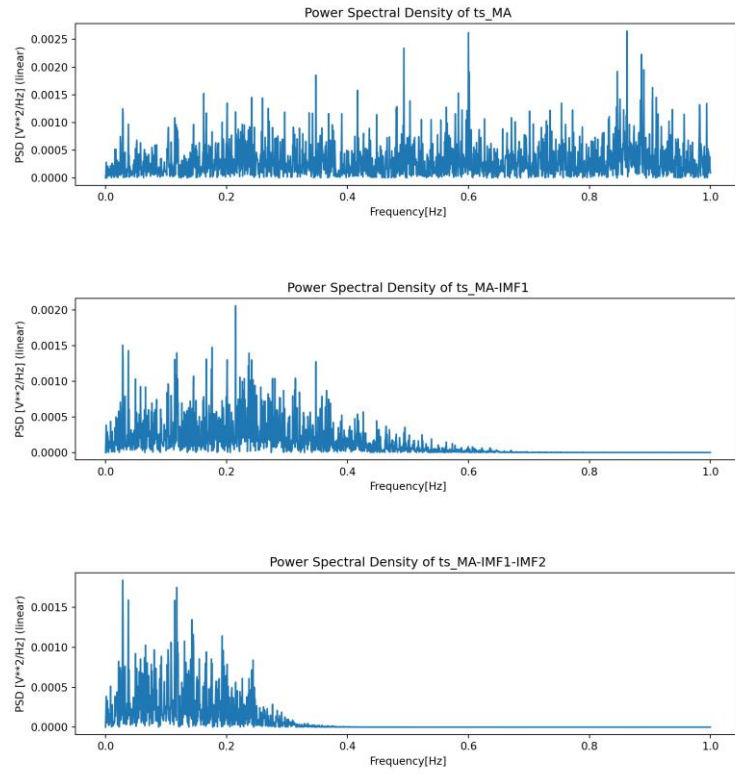 Power Spectral Density of ts_MA
PSD [V**2/Hz] (linear)
0.0025
0.0020
0.0015
0.0010
0.0005
0.0000
0.0 0.2 0.4 0.6 0.8 1.0
Frequency[Hz]
Power Spectral Density of ts_MA-IMF1
PSD [V**2/Hz] (linear)
0.0020
0.0015
0.0010
0.0005
0.0000
0.0 0.2 0.4 0.6 0.8 1.0
Frequency[Hz]
Power Spectral Density of ts_MA-IMF1-IMF2
PSD [V**2/Hz] (linear)
0.0015
0.0010
0.0005
0.0000
0.0 0.2 0.4 0.6 0.8 1.0
Frequency[Hz]